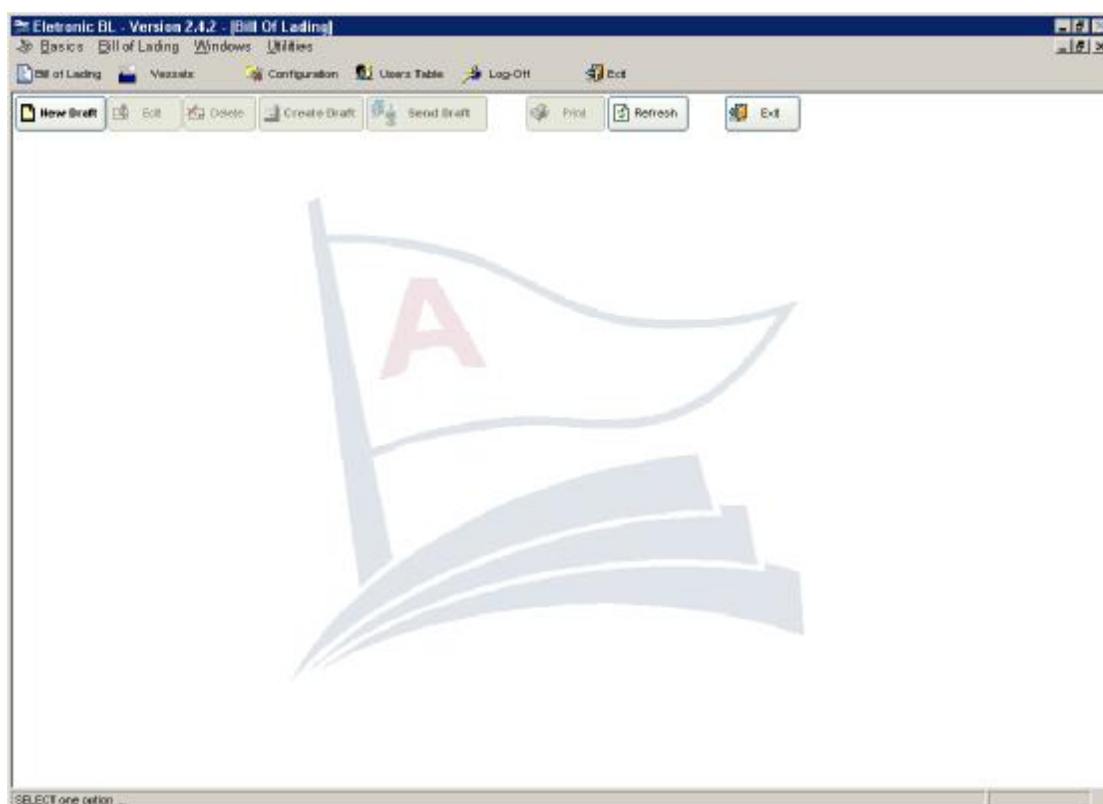 Eletronic BL - Version 2.4.2 - [Bill Of Lading]
Basics Bill of Lading Windows Utilities
Bill of Lading Vessels Configuration Users Table Log-Off Exit
New Draft Edit Delete Create Draft Send Draft Print Refresh Exit
A
SELECT one option ...